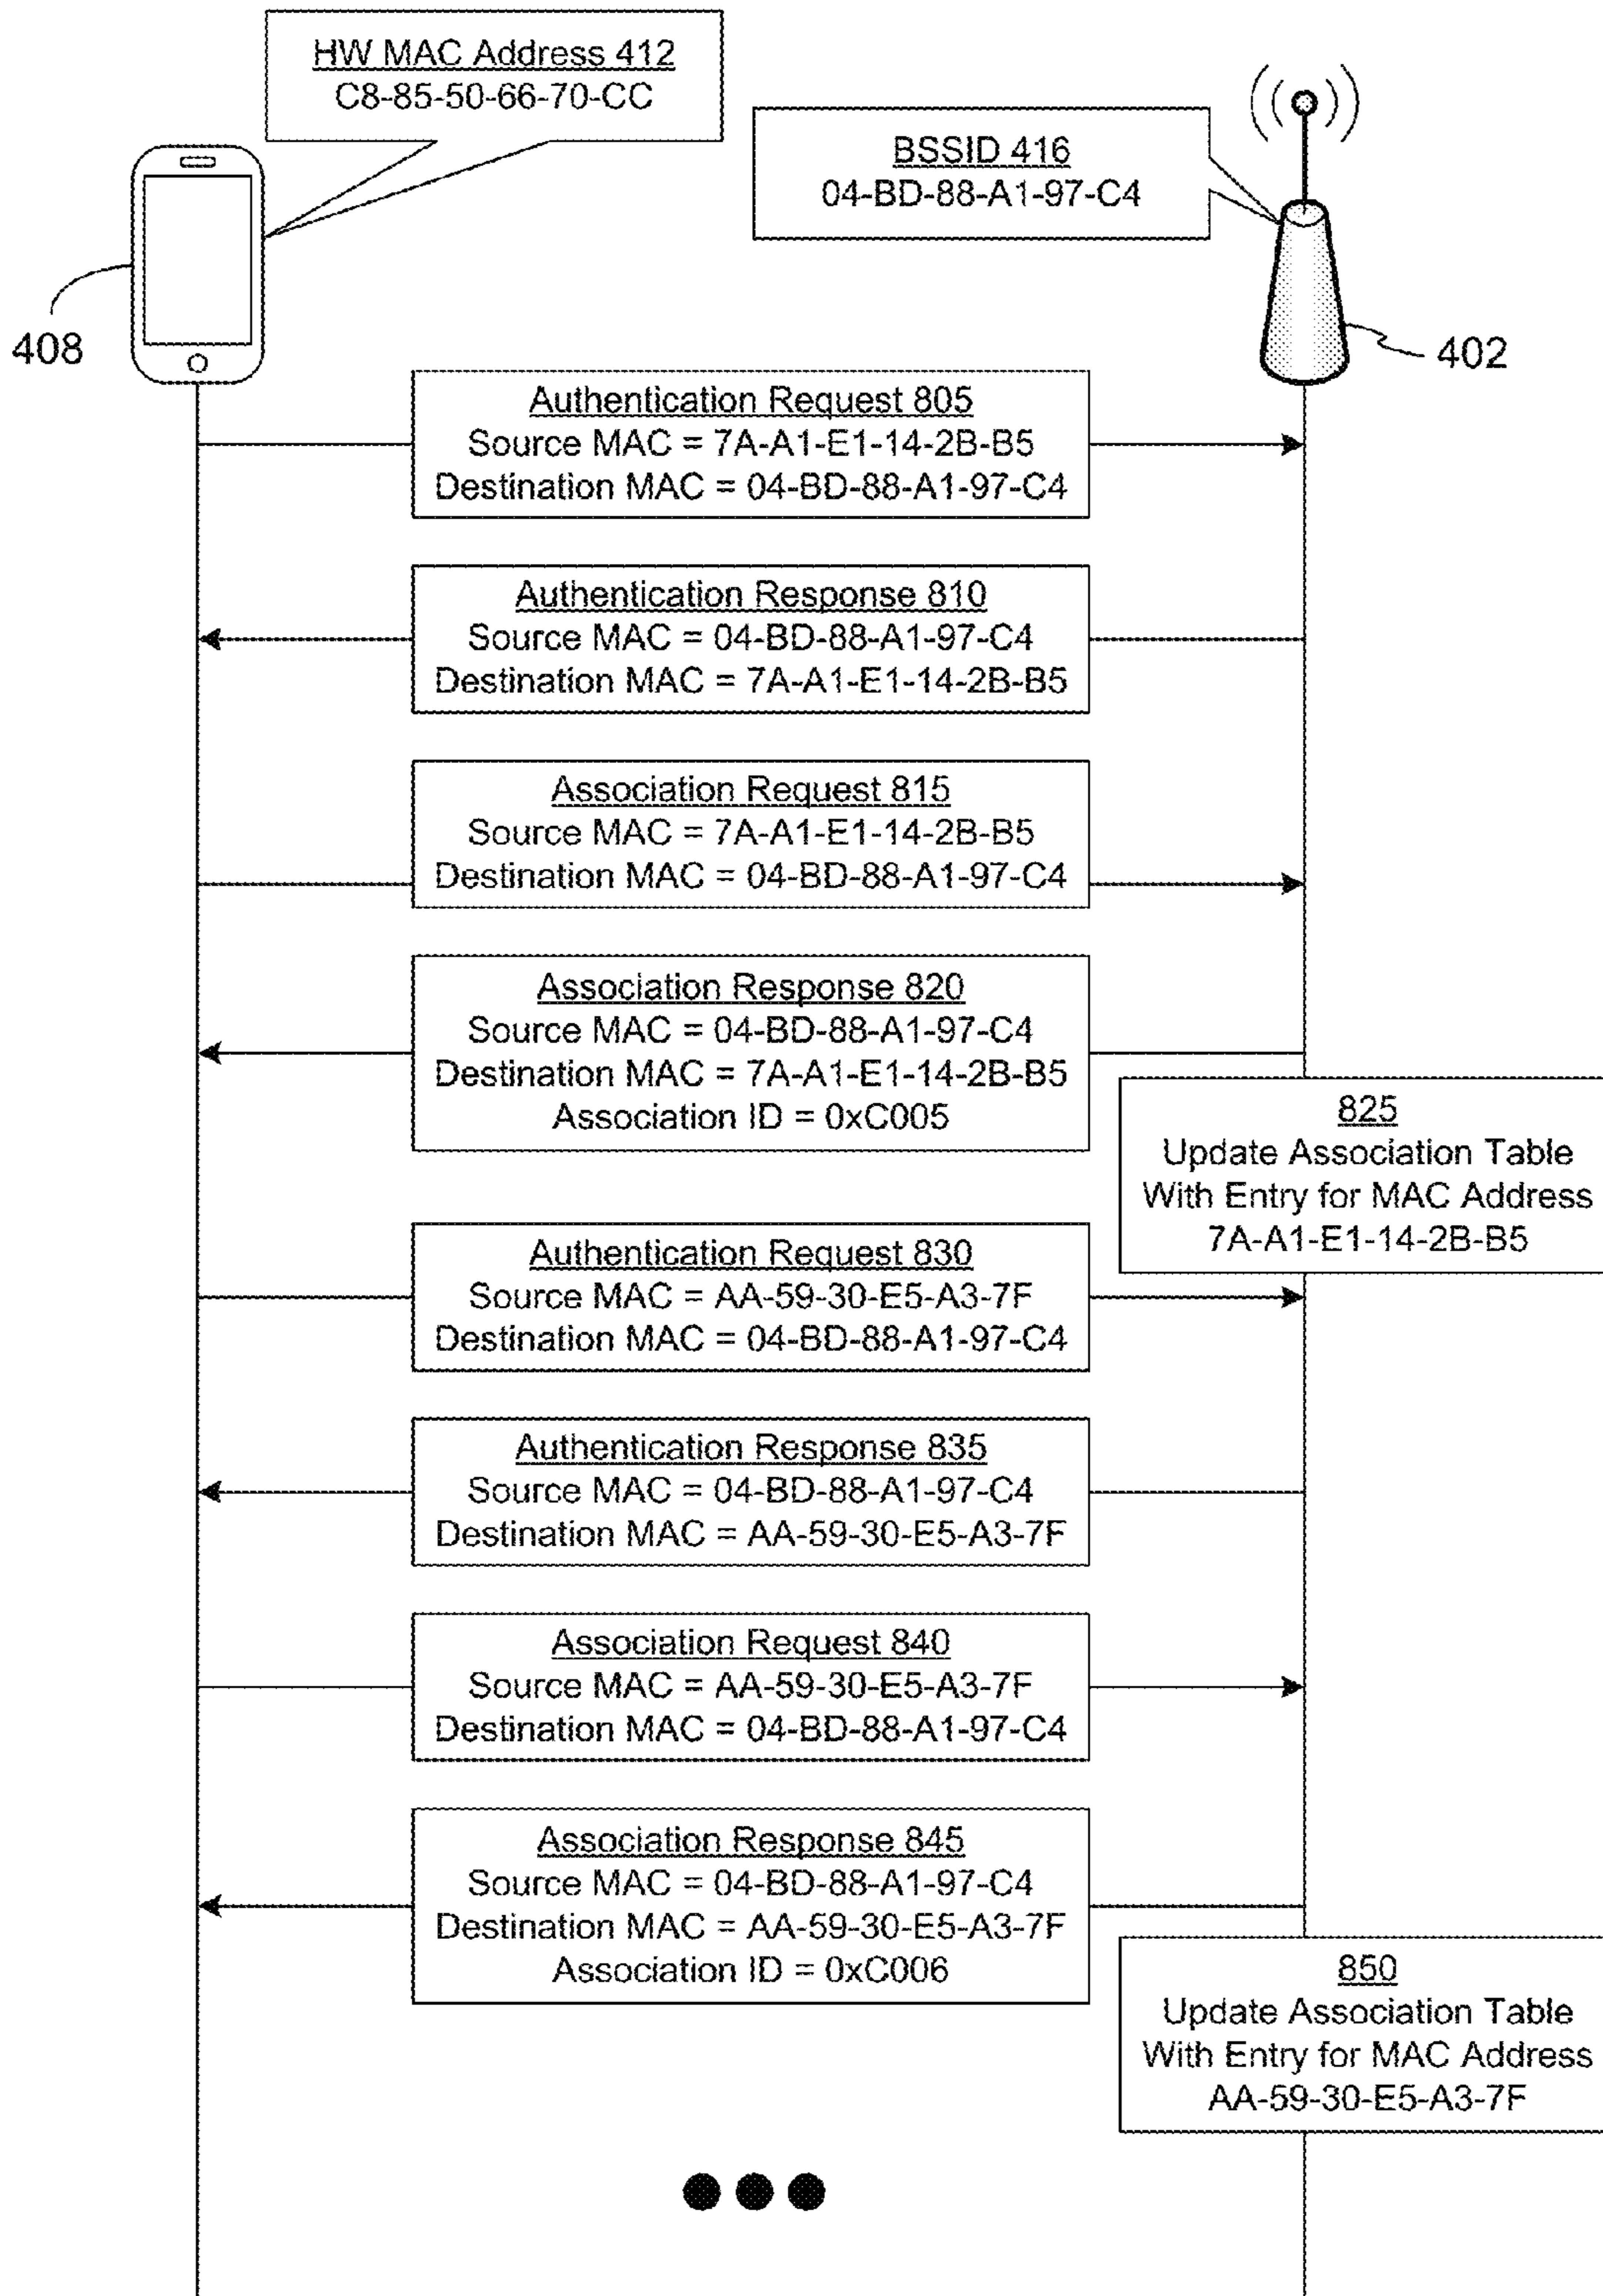 HW MAC Address 412
C8-85-50-66-70-CC
BSSID 416
04-BD-88-A1-97-C4
408
402
Authentication Request 805
Source MAC = 7A-A1-E1-14-2B-B5
Destination MAC = 04-BD-88-A1-97-C4
Authentication Response 810
Source MAC = 04-BD-88-A1-97-C4
Destination MAC = 7A-A1-E1-14-2B-B5
Association Request 815
Source MAC = 7A-A1-E1-14-2B-B5
Destination MAC = 04-BD-88-A1-97-C4
Association Response 820
Source MAC = 04-BD-88-A1-97-C4
Destination MAC = 7A-A1-E1-14-2B-B5
Association ID = 0xC005
825
Update Association Table
With Entry for MAC Address
7A-A1-E1-14-2B-B5
Authentication Request 830
Source MAC = AA-59-30-E5-A3-7F
Destination MAC = 04-BD-88-A1-97-C4
Authentication Response 835
Source MAC = 04-BD-88-A1-97-C4
Destination MAC = AA-59-30-E5-A3-7F
Association Request 840
Source MAC = AA-59-30-E5-A3-7F
Destination MAC = 04-BD-88-A1-97-C4
Association Response 845
Source MAC = 04-BD-88-A1-97-C4
Destination MAC = AA-59-30-E5-A3-7F
Association ID = 0xC006
850
Update Association Table
With Entry for MAC Address
AA-59-30-E5-A3-7F